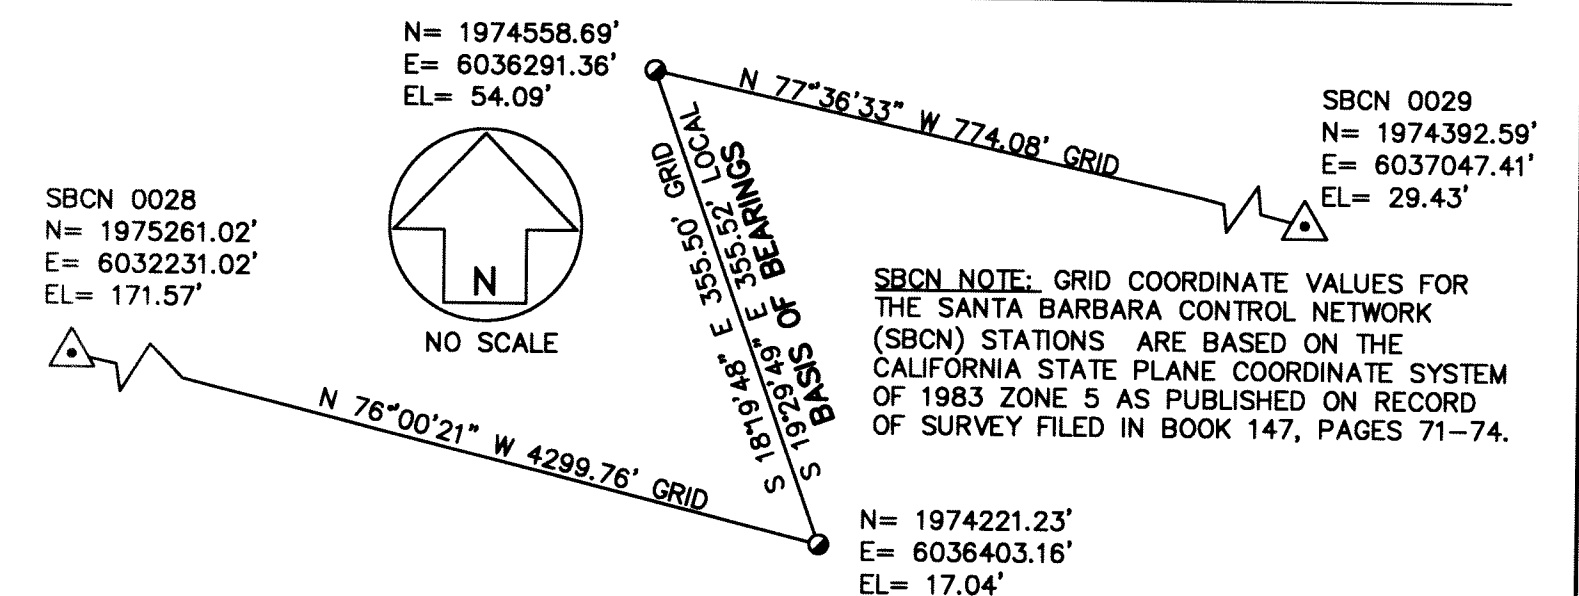 N= 1974558.69'
E= 6036291.36'
EL= 54.09'
N 77°36'33" W 774.08' GRID
SBCN 0029
N= 1974392.59'
E= 6037047.41'
EL= 29.43'
SBCN 0028
N= 1975261.02'
E= 6032231.02'
EL= 171.57'
N
NO SCALE
S 18°19'48" E 355.50' GRID
S 19°29'49" E 355.52' LOCAL
BASIS OF BEARINGS
SBCN NOTE: GRID COORDINATE VALUES FOR
THE SANTA BARBARA CONTROL NETWORK
(SBCN) STATIONS ARE BASED ON THE
CALIFORNIA STATE PLANE COORDINATE SYSTEM
OF 1983 ZONE 5 AS PUBLISHED ON RECORD
OF SURVEY FILED IN BOOK 147, PAGES 71-74.
N 76°00'21" W 4299.76' GRID
N= 1974221.23'
E= 6036403.16'
EL= 17.04'